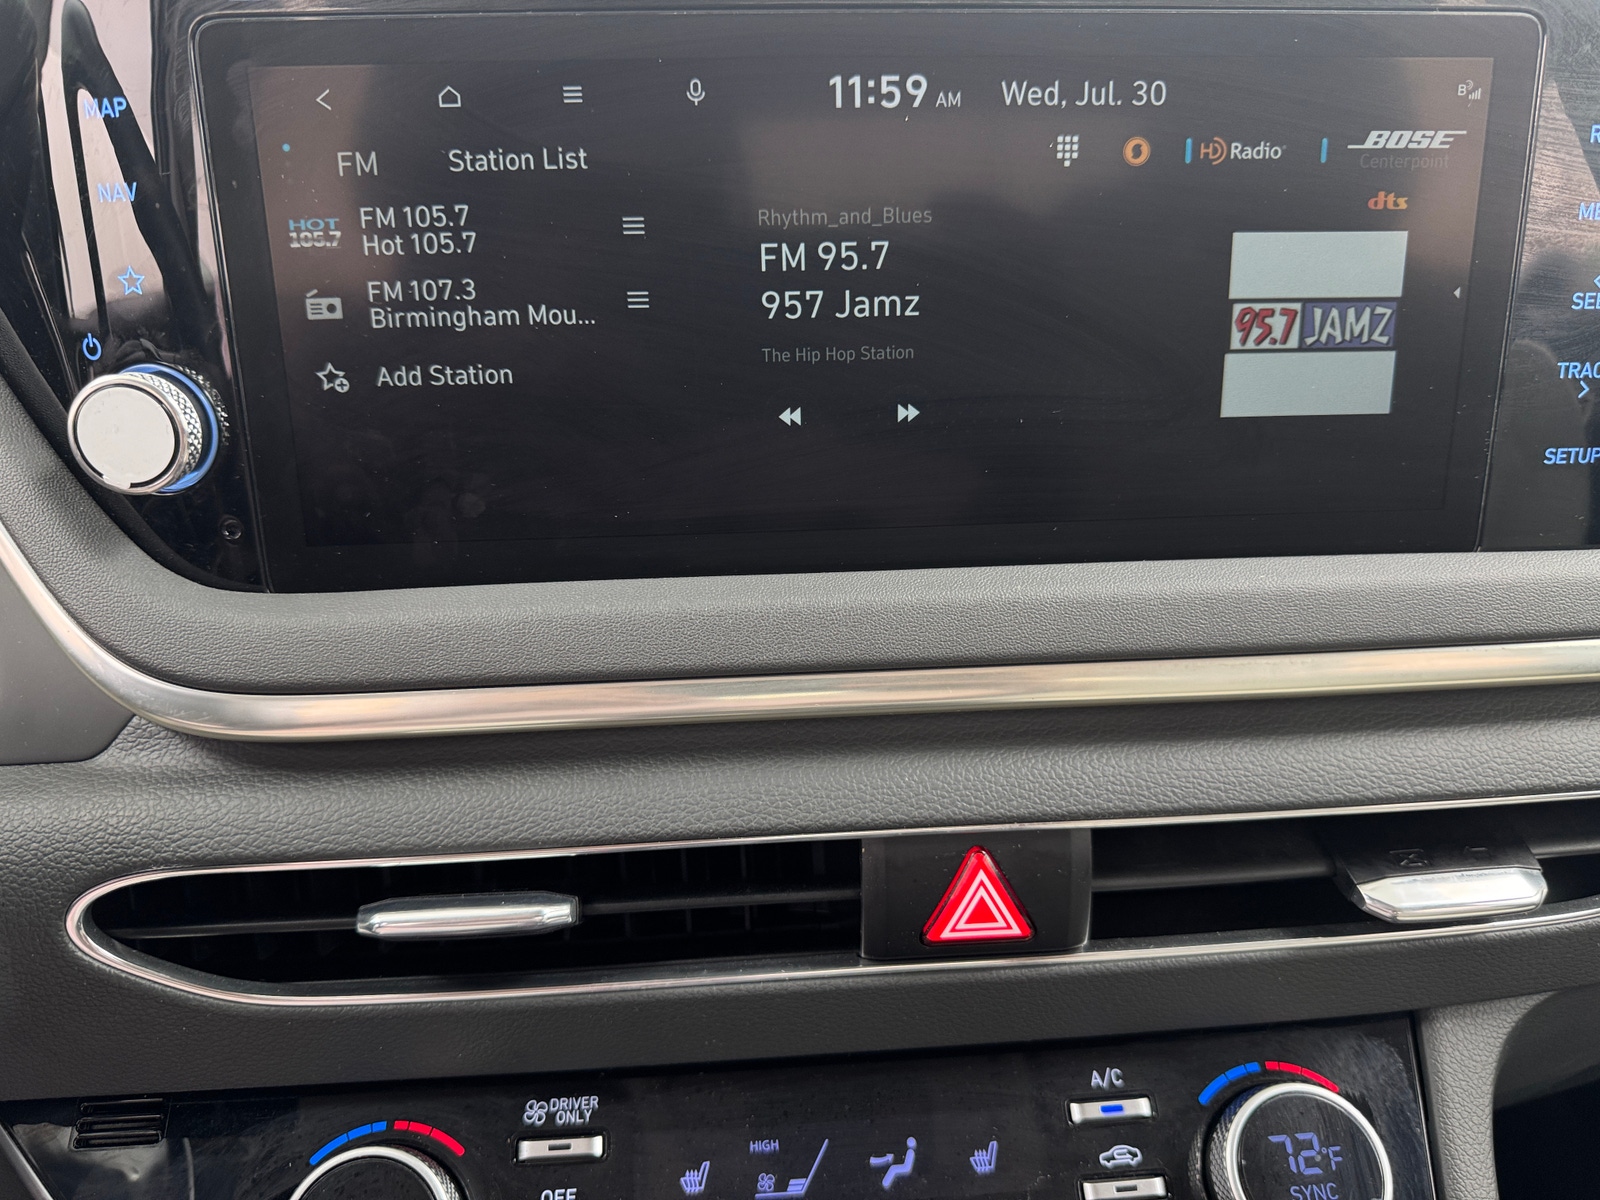 MAP
NAV
11:59 AM
Wed, Jul. 30
FM
Station List
HD Radio
BOSE
Centerpoint
dts
HOT
105.7
FM 105.7
Hot 105.7
FM 107.3
Birmingham Mou...
Add Station
Rhythm_and_Blues
FM 95.7
957 Jamz
The Hip Hop Station
95.7 JAMZ
SETUP
DRIVER
ONLY
OFF
HIGH
A/C
72°F
SYNC